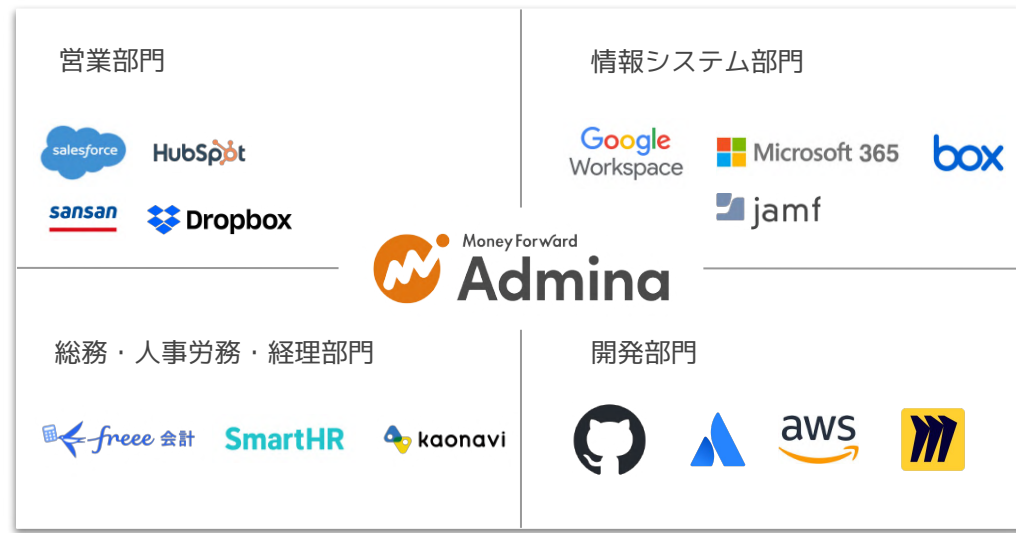 営業部門
salesforce
HubSpot
sansan
Dropbox
情報システム部門
Google
Workspace
Microsoft 365
box
jamf
Money Forward
Admina
総務・人事労務・経理部門
freee 会計
SmartHR
kaonavi
開発部門
aws